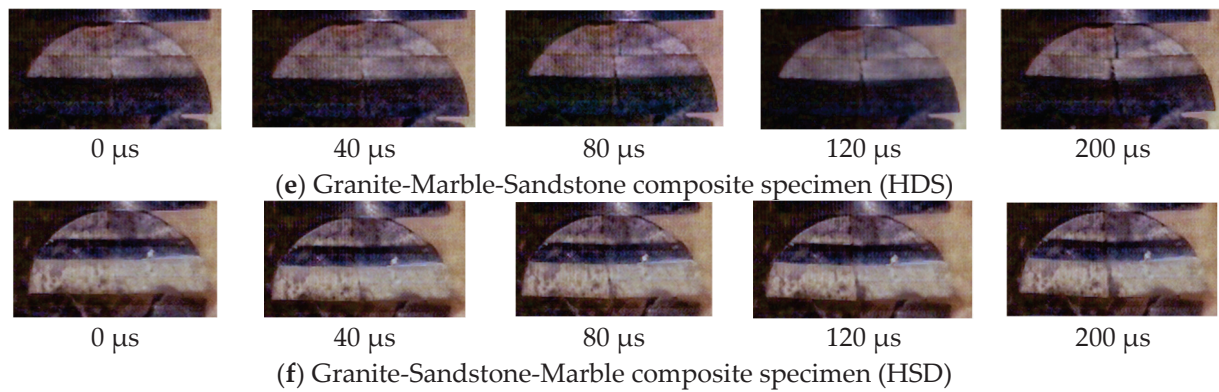 0 μs 40 μs 80 μs 120 μs 200 μs
(e) Granite-Marble-Sandstone composite specimen (HDS)
0 μs 40 μs 80 μs 120 μs 200 μs
(f) Granite-Sandstone-Marble composite specimen (HSD)